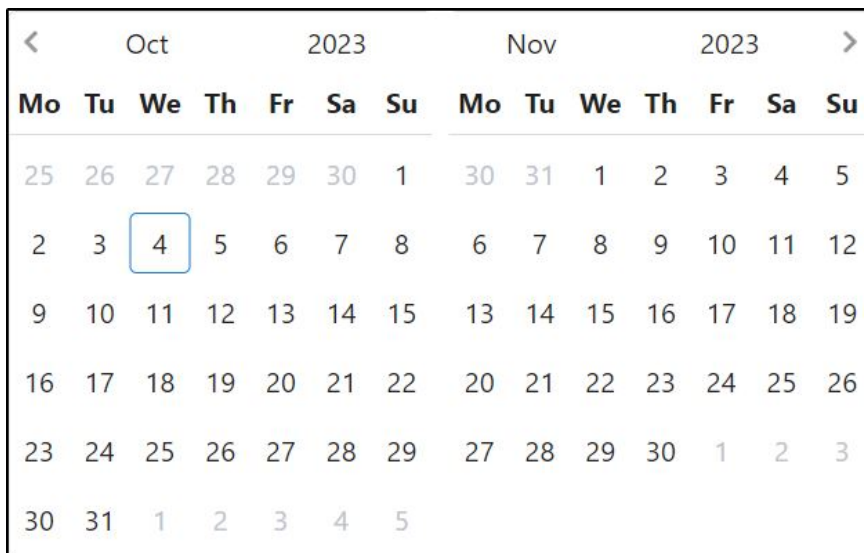 Oct 2023
Mo Tu We Th Fr Sa Su
25 26 27 28 29 30 1
2 3 4 5 6 7 8
9 10 11 12 13 14 15
16 17 18 19 20 21 22
23 24 25 26 27 28 29
30 31 1 2 3 4 5
Nov 2023
Mo Tu We Th Fr Sa Su
30 31 1 2 3 4 5
6 7 8 9 10 11 12
13 14 15 16 17 18 19
20 21 22 23 24 25 26
27 28 29 30 1 2 3